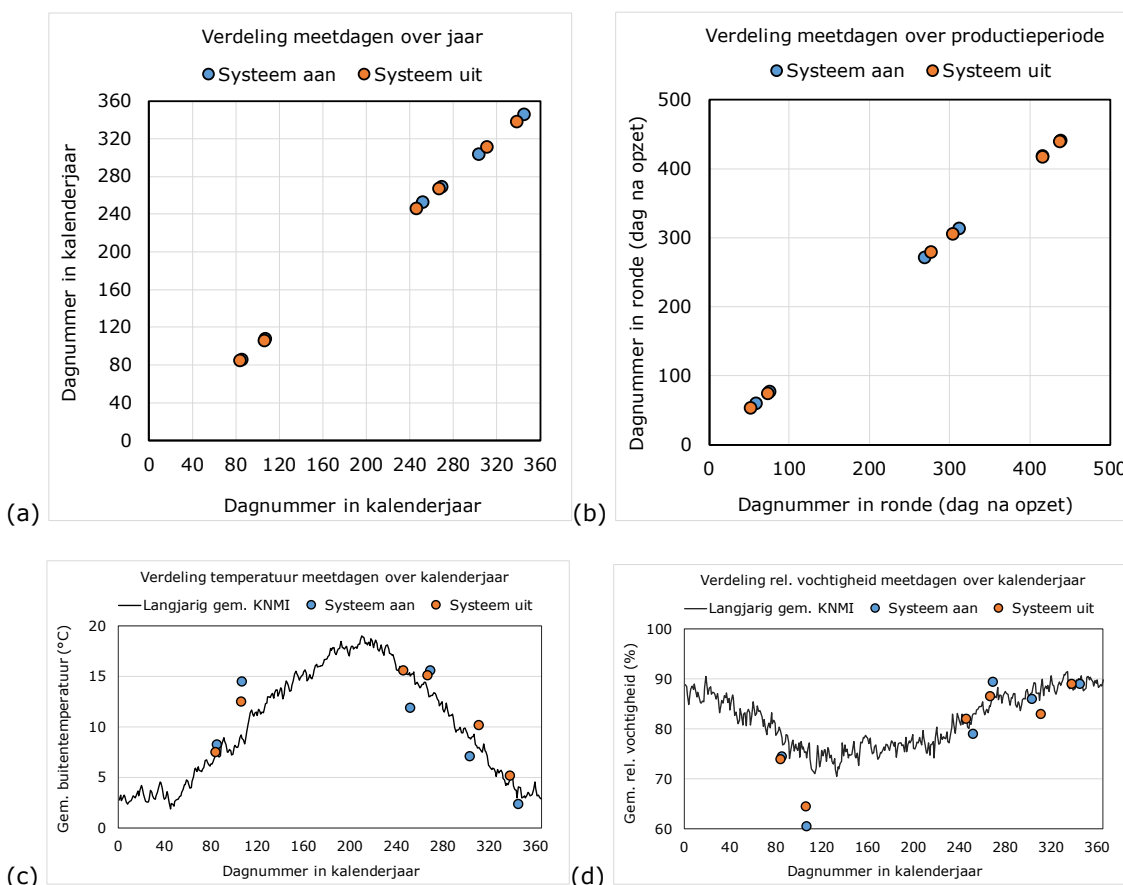 Verdeling meetdagen over jaar
Systeem aan Systeem uit
360
320
280
240
200
160
120
80
40
0
0 40 80 120 160 200 240 280 320 360
Dagnummer in kalenderjaar
Dagnummer in kalenderjaar
(a)
Verdeling meetdagen over productieperiode
Systeem aan Systeem uit
500
400
300
200
100
0
0 100 200 300 400 500
Dagnummer in ronde (dag na opzet)
Dagnummer in ronde (dag na opzet)
(b)
Verdeling temperatuur meetdagen over kalenderjaar
Langjarig gem. KNMI Systeem aan Systeem uit
20
15
10
5
0
0 40 80 120 160 200 240 280 320 360
Gem. buitentemperatuur (°C)
Dagnummer in kalenderjaar
(c)
Verdeling rel. vochtigheid meetdagen over kalenderjaar
Langjarig gem. KNMI Systeem aan Systeem uit
100
90
80
70
60
0 40 80 120 160 200 240 280 320 360
Gem. rel. vochtigheid (%)
Dagnummer in kalenderjaar
(d)